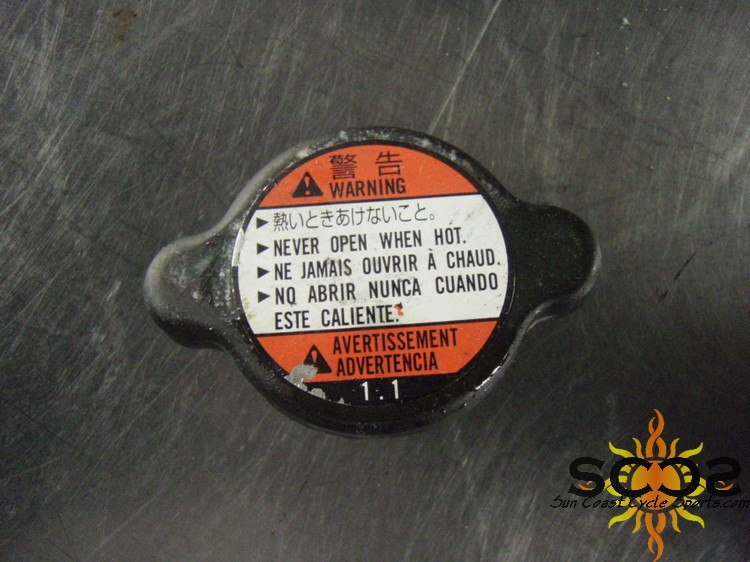 警告
WARNING
▶熱いときあけないこと。
▶NEVER OPEN WHEN HOT.
▶NE JAMAIS OUVRIR À CHAUD.
▶NO ABRIR NUNCA CUANDO
ESTE CALIENTE.
AVERTISSEMENT
ADVERTENCIA
1.1
SCCS
Sun Coast Cycle Sports.com